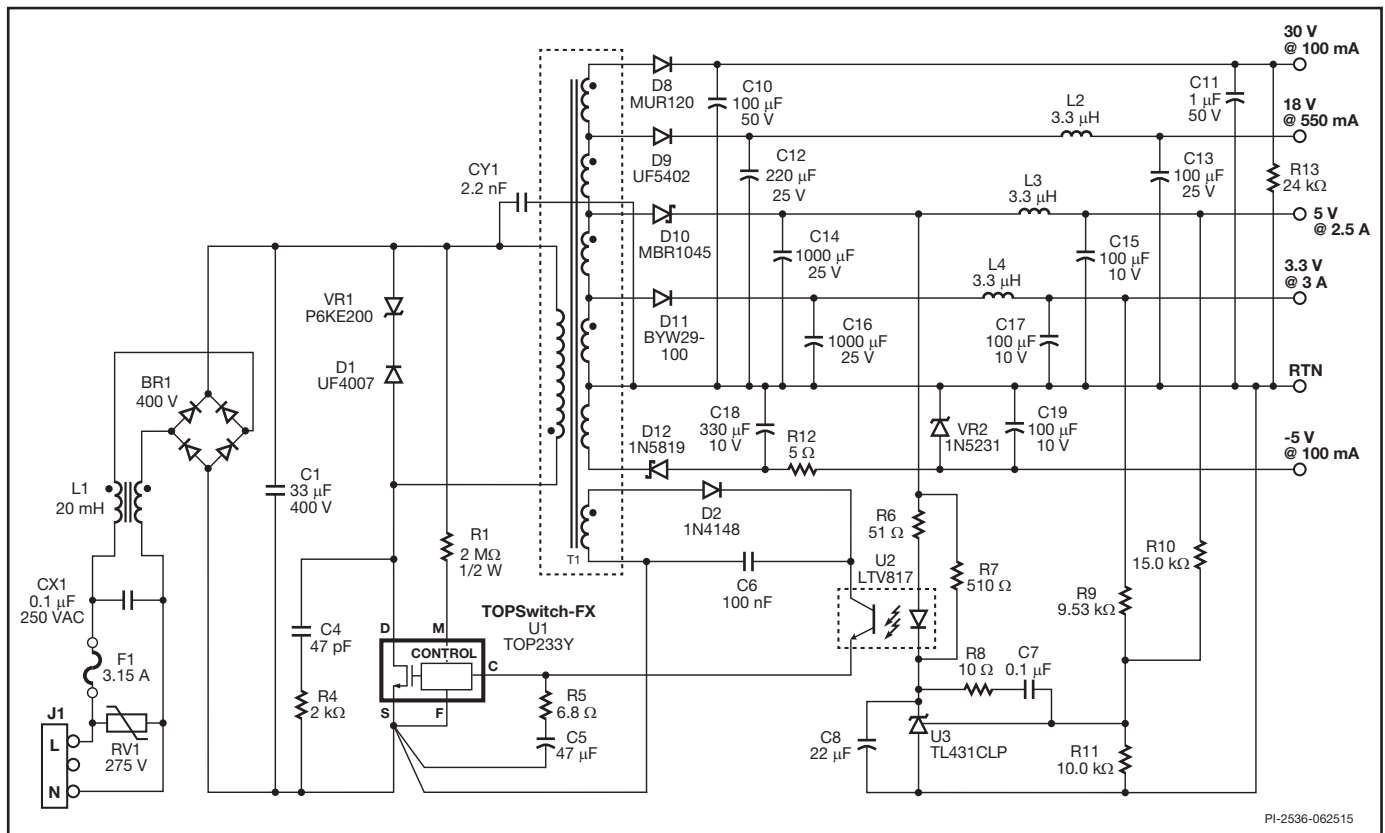 30 V
@ 100 mA
D8
MUR120
C10
100 µF
50 V
C11
1 µF
50 V
L2
3.3 µH
18 V
@ 550 mA
D9
UF5402
C12
220 µF
25 V
C13
100 µF
25 V
R13
24 kΩ
CY1
2.2 nF
L3
3.3 µH
5 V
@ 2.5 A
D10
MBR1045
C14
1000 µF
25 V
C15
100 µF
10 V
L4
3.3 µH
3.3 V
@ 3 A
VR1
P6KE200
D11
BYW29-
100
C16
1000 µF
25 V
C17
100 µF
10 V
D1
UF4007
BR1
400 V
RTN
C18
330 µF
10 V
D12
1N5819
R12
5 Ω
VR2
1N5231
C19
100 µF
10 V
-5 V
@ 100 mA
L1
20 mH
C1
33 µF
400 V
D2
1N4148
R1
2 MΩ
1/2 W
T1
C6
100 nF
R6
51 Ω
U2
LTV817
R7
510 Ω
R10
15.0 kΩ
R9
9.53 kΩ
CX1
0.1 µF
250 VAC
TOPSwitch-FX
U1
TOP233Y
C4
47 pF
D
M
CONTROL
C
S
F
F1
3.15 A
R8
10 Ω
C7
0.1 µF
R4
2 kΩ
R5
6.8 Ω
C5
47 µF
J1
L
N
RV1
275 V
C8
22 µF
U3
TL431CLP
R11
10.0 kΩ
PI-2536-062515